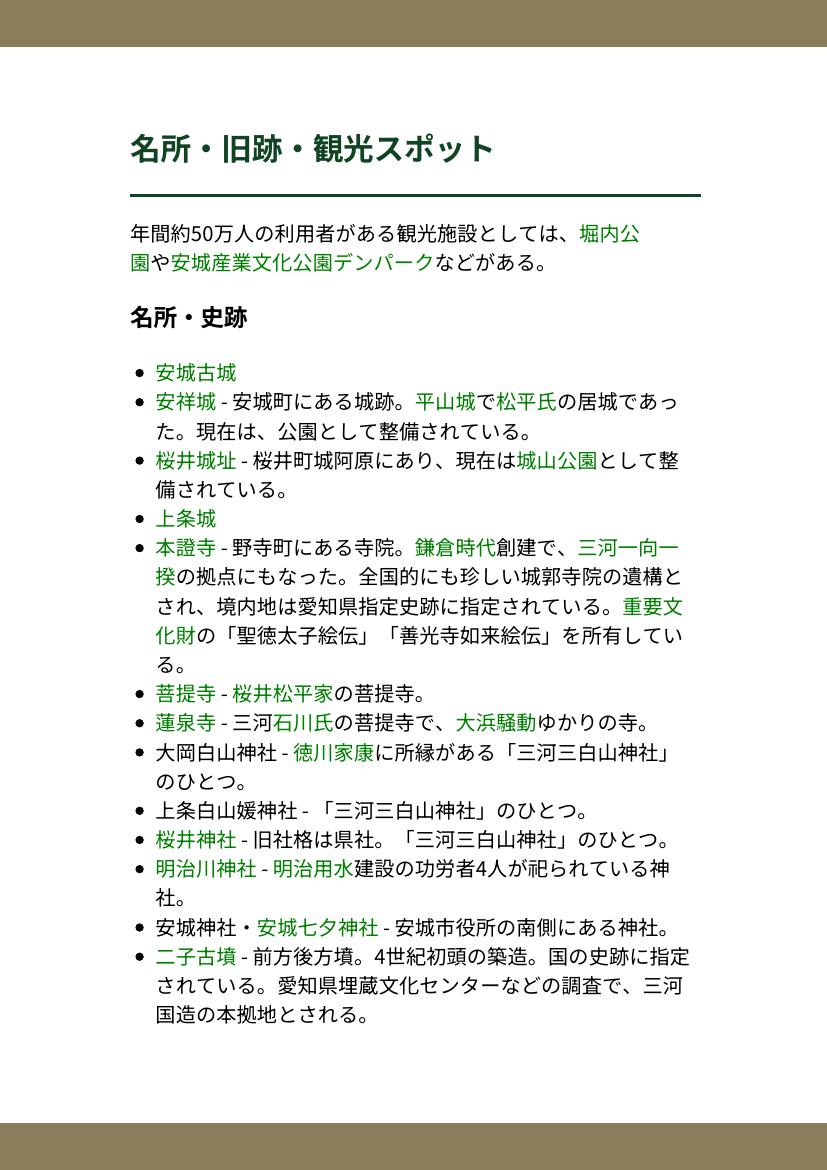 名所・旧跡・観光スポット
年間約50万人の利用者がある観光施設としては、堀内公
園や安城産業文化公園デンパークなどがある。
名所・史跡
• 安城古城
• 安祥城 - 安城町にある城跡。平山城で松平氏の居城であっ
た。現在は、公園として整備されている。
• 桜井城址 - 桜井町城阿原にあり、現在は城山公園として整
備されている。
• 上条城
• 本證寺 - 野寺町にある寺院。鎌倉時代創建で、三河一向一
揆の拠点にもなった。全国的にも珍しい城郭寺院の遺構と
され、境内地は愛知県指定史跡に指定されている。重要文
化財の「聖徳太子絵伝」「善光寺如来絵伝」を所有してい
る。
• 菩提寺 - 桜井松平家の菩提寺。
• 蓮泉寺 - 三河石川氏の菩提寺で、大浜騒動ゆかりの寺。
• 大岡白山神社 - 徳川家康に所縁がある「三河三白山神社」
のひとつ。
• 上条白山媛神社 - 「三河三白山神社」のひとつ。
• 桜井神社 - 旧社格は県社。「三河三白山神社」のひとつ。
• 明治川神社 - 明治用水建設の功労者4人が祀られている神
社。
• 安城神社・安城七夕神社 - 安城市役所の南側にある神社。
• 二子古墳 - 前方後方墳。4世紀初頭の築造。国の史跡に指定
されている。愛知県埋蔵文化センターなどの調査で、三河
国造の本拠地とされる。